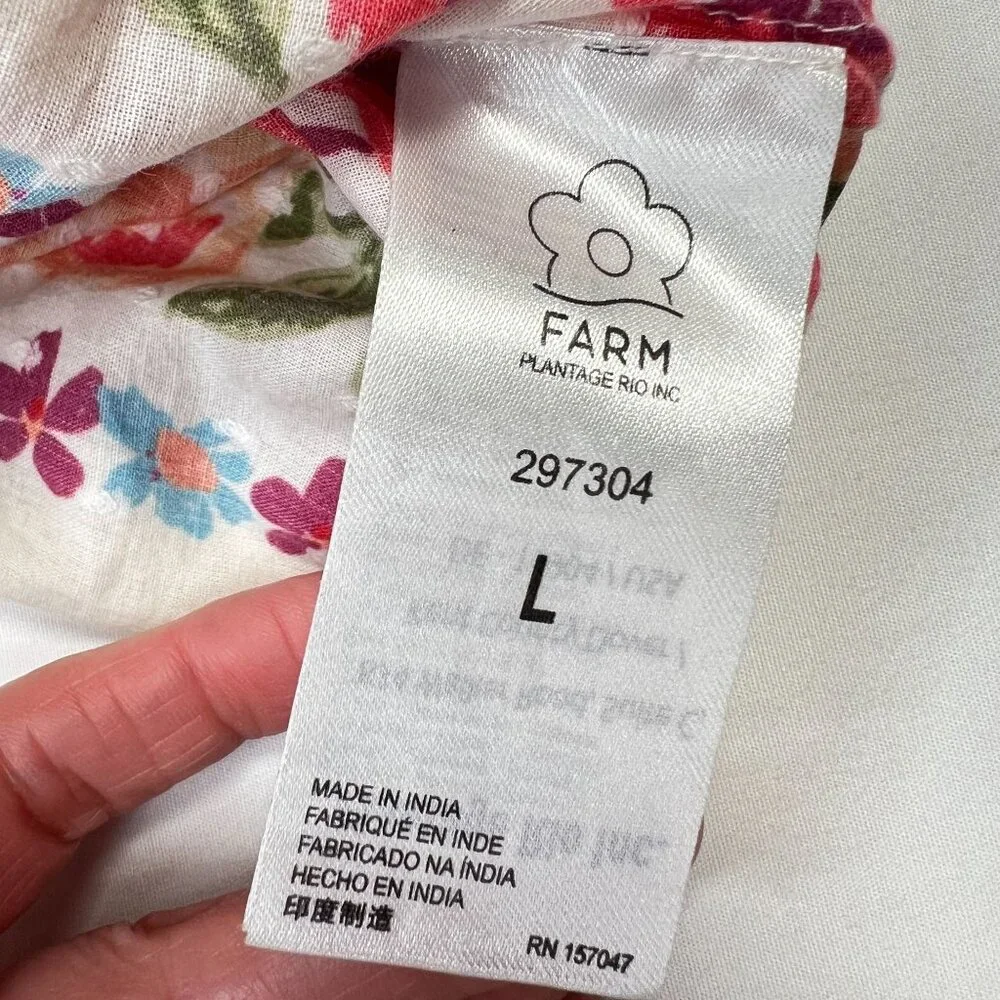 FARM
PLANTAGE RIO INC
297304
L
MADE IN INDIA
FABRIQUÉ EN INDE
FABRICADO NA ÍNDIA
HECHO EN INDIA
印度制造
RN 157047